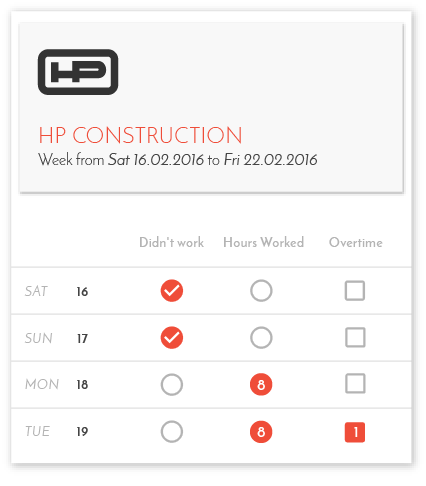 HP
HP CONSTRUCTION
Week from Sat 16.02.2016 to Fri 22.02.2016
Didn't work Hours Worked Overtime
SAT 16
SUN 17
MON 18 8
TUE 19 8 1